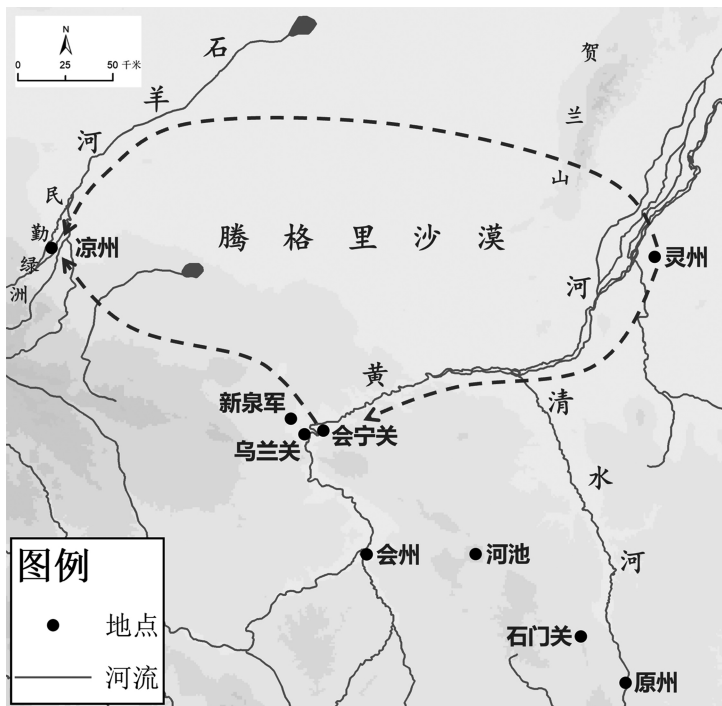 N
0 25 50 千米
石
羊
河
贺
兰
山
民
勤
绿
洲
凉州
腾格里沙漠
灵州
河
黄
清
水
河
新泉军
乌兰关
会宁关
会州
河池
石门关
原州
图例
地点
河流